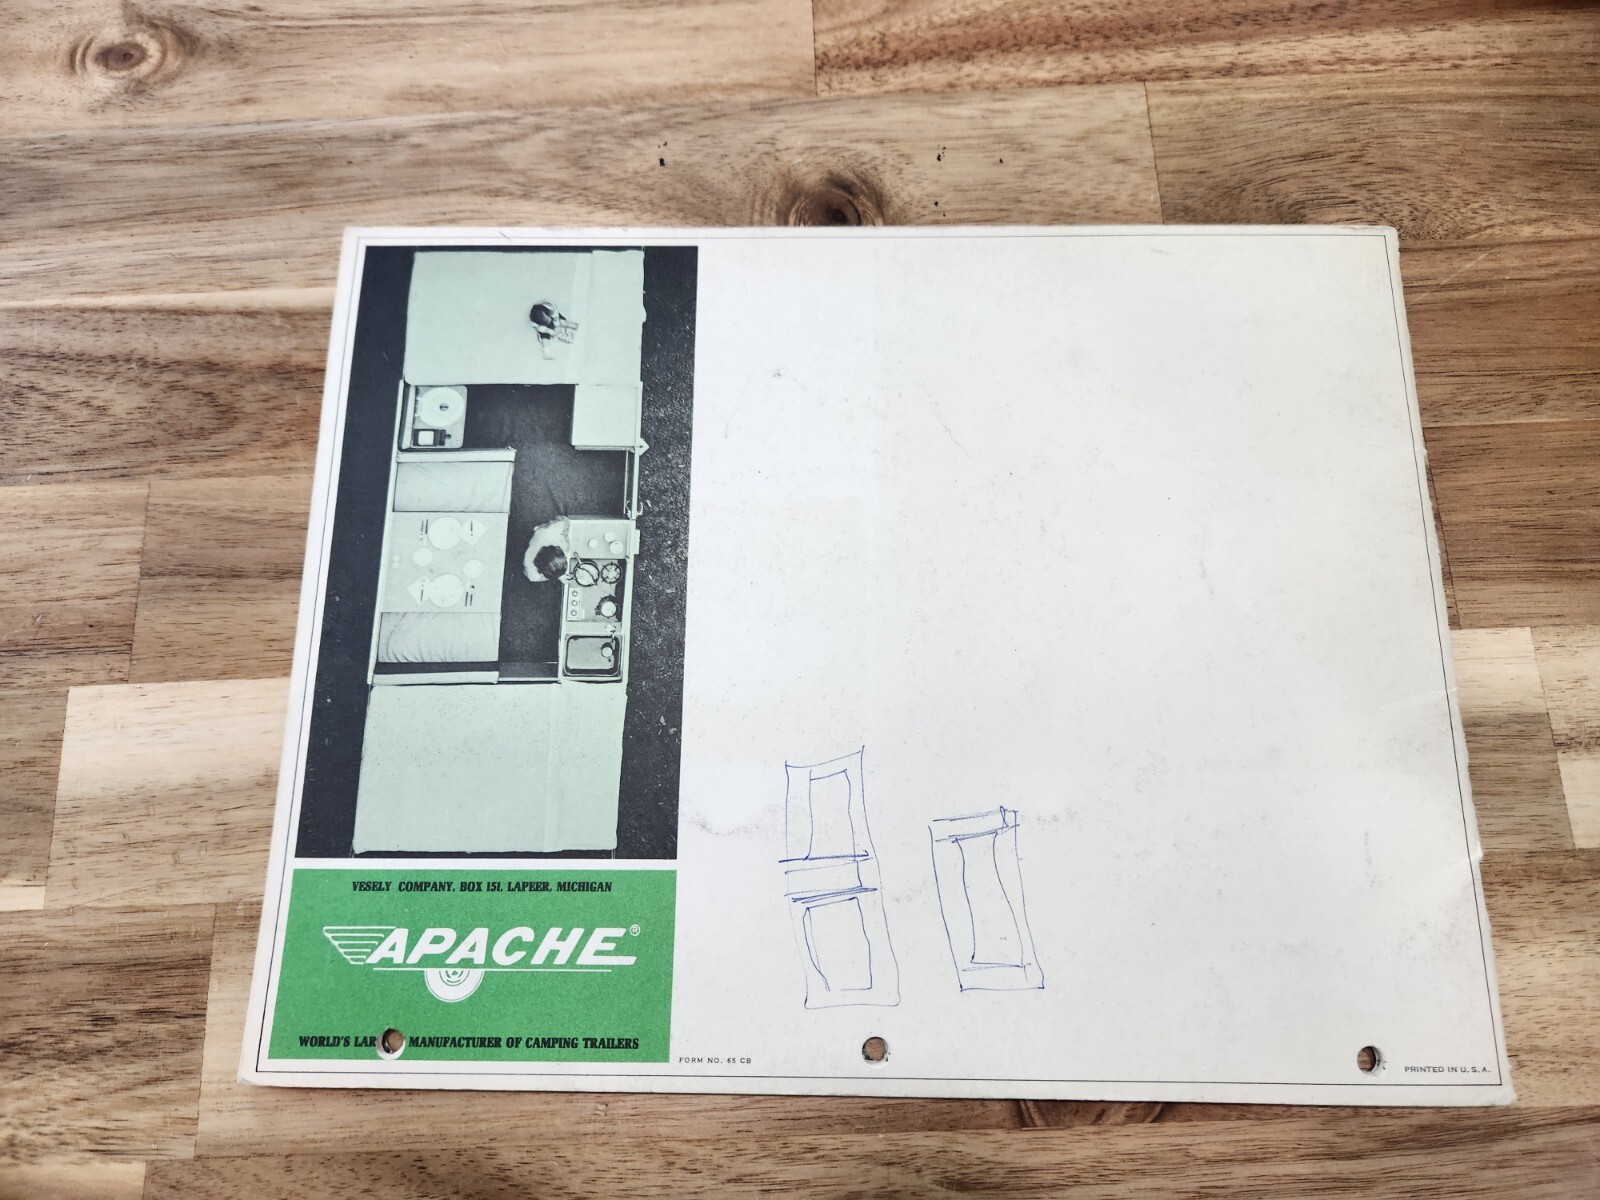 VESELY COMPANY, BOX 151, LAPEER, MICHIGAN
APACHE®
WORLD'S LAR MANUFACTURER OF CAMPING TRAILERS
FORM NO. 65 CB
PRINTED IN U.S.A.